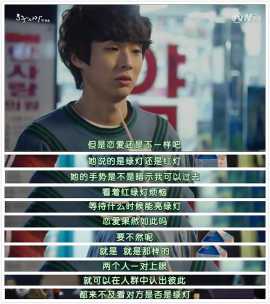 tvN
但是恋爱还是不一样吧
她说的是绿灯还是红灯
她的手势是不是暗示我可以过去
看着红绿灯烦恼
等待什么时候能亮绿灯
恋爱果然如此吗
要不然呢
就是 就是那样的
两个人一对上眼
就可以在人群中认出彼此
都来不及看对方是否是绿灯